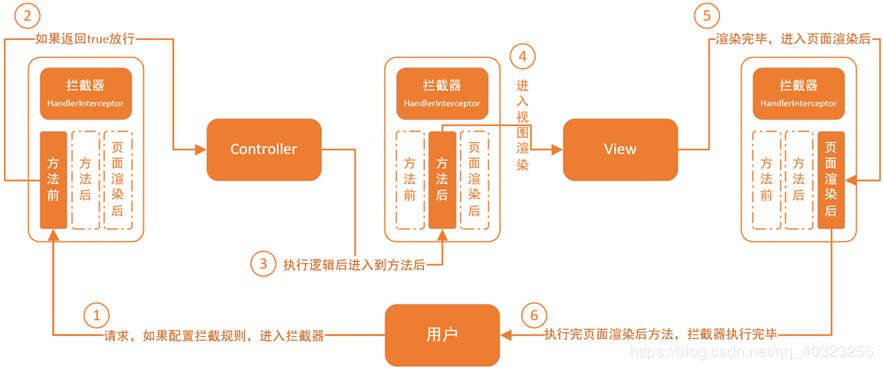 2
如果返回true放行
拦截器
HandlerInterceptor
方法前
方法后
页面渲染后
Controller
3
执行逻辑后进入到方法后
拦截器
HandlerInterceptor
方法前
方法后
页面渲染后
4
进入视图渲染
View
5
渲染完毕，进入页面渲染后
拦截器
HandlerInterceptor
方法前
方法后
页面渲染后
1
请求，如果配置拦截规则，进入拦截器
用户
6
执行完页面渲染后方法，拦截器执行完毕
https://blog.csdn.net/qq_40323256